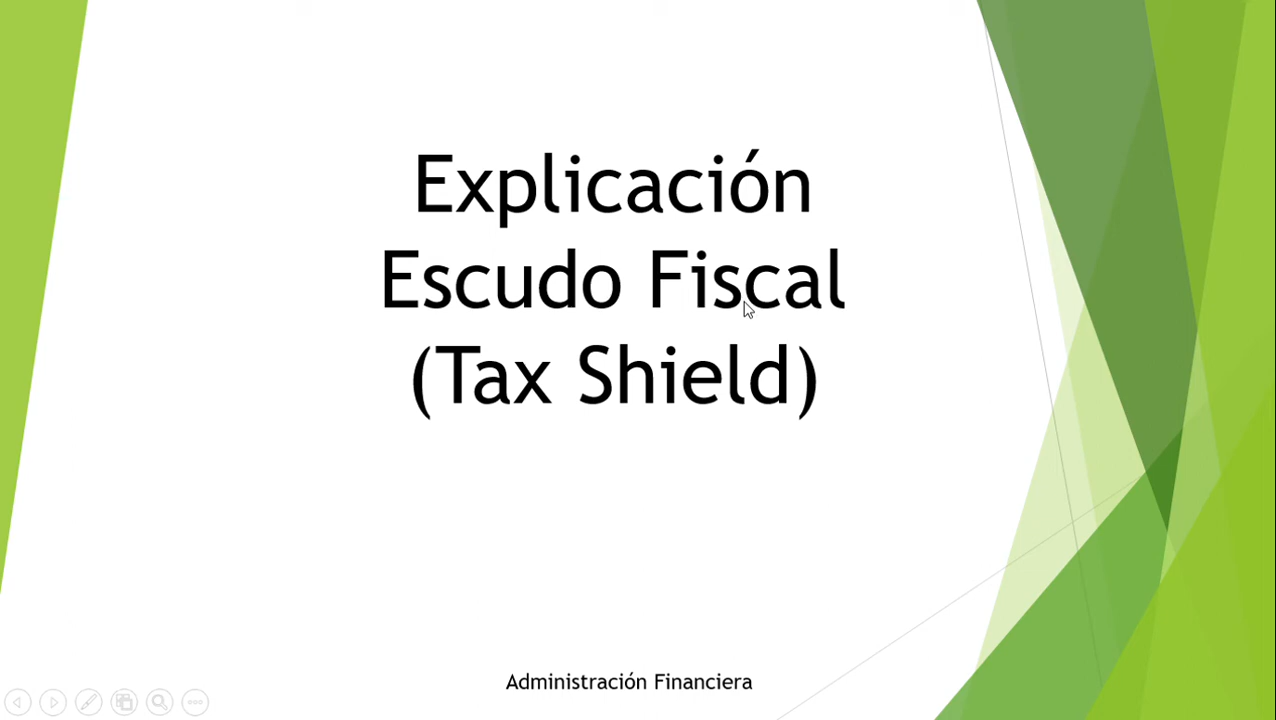 Explicación
Escudo Fiscal
(Tax Shield)
Administración Financiera